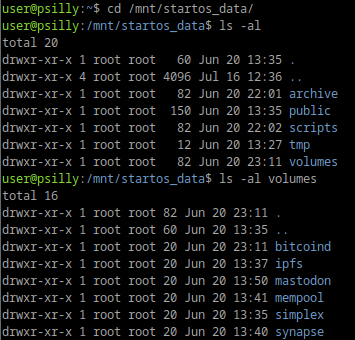 user@psilly:~$ cd /mnt/startos_data/
user@psilly:/mnt/startos_data$ ls -al
total 20
drwxr-xr-x 1 root root   60 Jun 20 13:35 .
drwxr-xr-x 4 root root 4096 Jul 16 12:36 ..
drwxr-xr-x 1 root root   82 Jun 20 22:01 archive
drwxr-xr-x 1 root root  150 Jun 20 13:35 public
drwxr-xr-x 1 root root   82 Jun 20 22:02 scripts
drwxr-xr-x 1 root root   12 Jun 20 13:27 tmp
drwxr-xr-x 1 root root   82 Jun 20 23:11 volumes
user@psilly:/mnt/startos_data$ ls -al volumes
total 16
drwxr-xr-x 1 root root 82 Jun 20 23:11 .
drwxr-xr-x 1 root root 60 Jun 20 13:35 ..
drwxr-xr-x 1 root root 20 Jun 20 23:11 bitcoind
drwxr-xr-x 1 root root 20 Jun 20 13:37 ipfs
drwxr-xr-x 1 root root 20 Jun 20 13:50 mastodon
drwxr-xr-x 1 root root 20 Jun 20 13:41 mempool
drwxr-xr-x 1 root root 20 Jun 20 13:35 simplex
drwxr-xr-x 1 root root 20 Jun 20 13:40 synapse